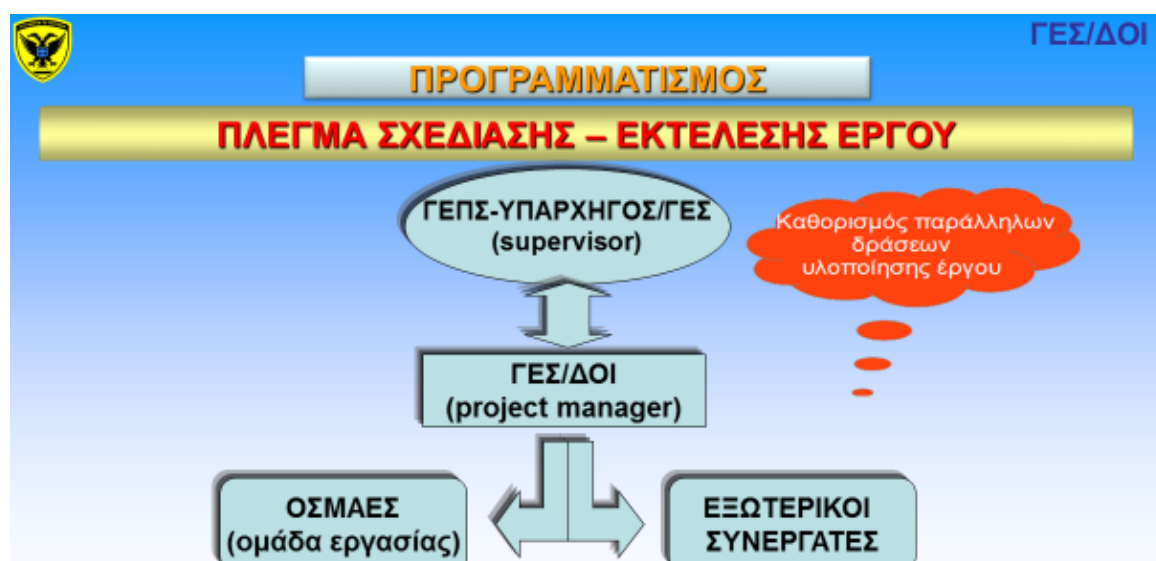 ΓΕΣ/ΔΟΙ
ΠΡΟΓΡΑΜΜΑΤΙΣΜΟΣ
ΠΛΕΓΜΑ ΣΧΕΔΙΑΣΗΣ – ΕΚΤΕΛΕΣΗΣ ΕΡΓΟΥ
ΓΕΠΣ-ΥΠΑΡΧΗΓΟΣ/ΓΕΣ
(supervisor)
Καθορισμός παράλληλων
δράσεων
υλοποίησης έργου
ΓΕΣ/ΔΟΙ
(project manager)
ΟΣΜΑΕΣ
(ομάδα εργασίας)
ΕΞΩΤΕΡΙΚΟΙ
ΣΥΝΕΡΓΑΤΕΣ